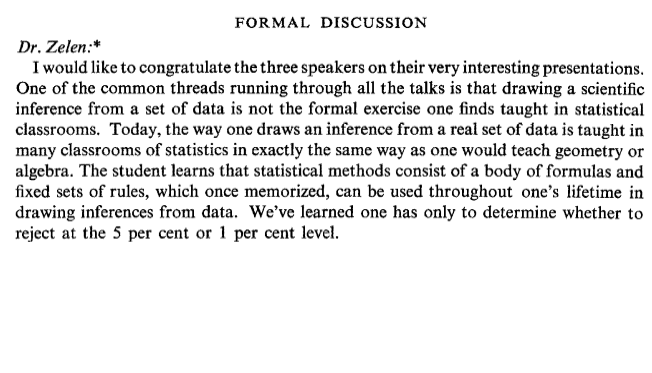 FORMAL DISCUSSION
Dr. Zelen:*
I would like to congratulate the three speakers on their very interesting presentations.
One of the common threads running through all the talks is that drawing a scientific
inference from a set of data is not the formal exercise one finds taught in statistical
classrooms. Today, the way one draws an inference from a real set of data is taught in
many classrooms of statistics in exactly the same way as one would teach geometry or
algebra. The student learns that statistical methods consist of a body of formulas and
fixed sets of rules, which once memorized, can be used throughout one's lifetime in
drawing inferences from data. We've learned one has only to determine whether to
reject at the 5 per cent or 1 per cent level.